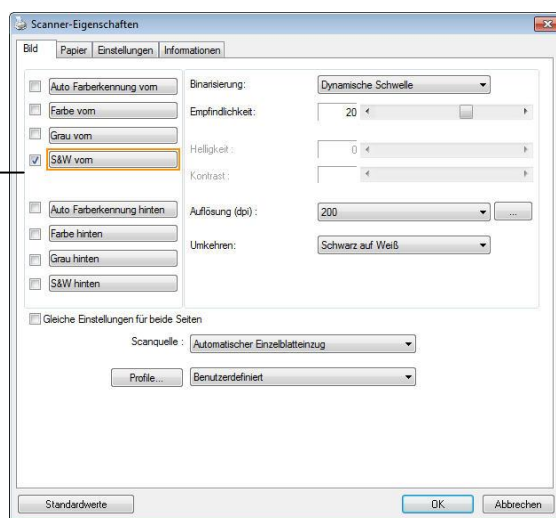 Scanner-Eigenschaften
Bild Papier Einstellungen Informationen
Auto Farberkennung vorn
Binarisierung: Dynamische Schwelle
Farbe vorn
Empfindlichkeit: 20
Grau vorn
Helligkeit : 0
S&W vorn
Kontrast :
Auto Farberkennung hinten
Auflösung (dpi) : 200 ...
Farbe hinten
Umkehren: Schwarz auf Weiß
Grau hinten
S&W hinten
Gleiche Einstellungen für beide Seiten
Scanquelle : Automatischer Einzelblatteinzug
Profile... Benutzerdefiniert
Standardwerte OK Abbrechen